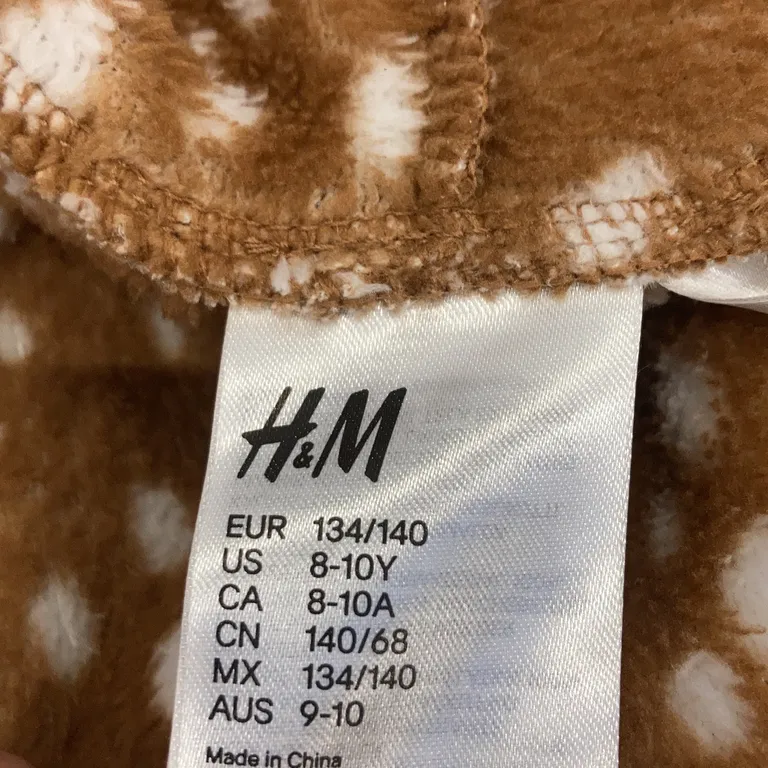 H&M
EUR 134/140
US 8-10Y
CA 8-10A
CN 140/68
MX 134/140
AUS 9-10
Made in China